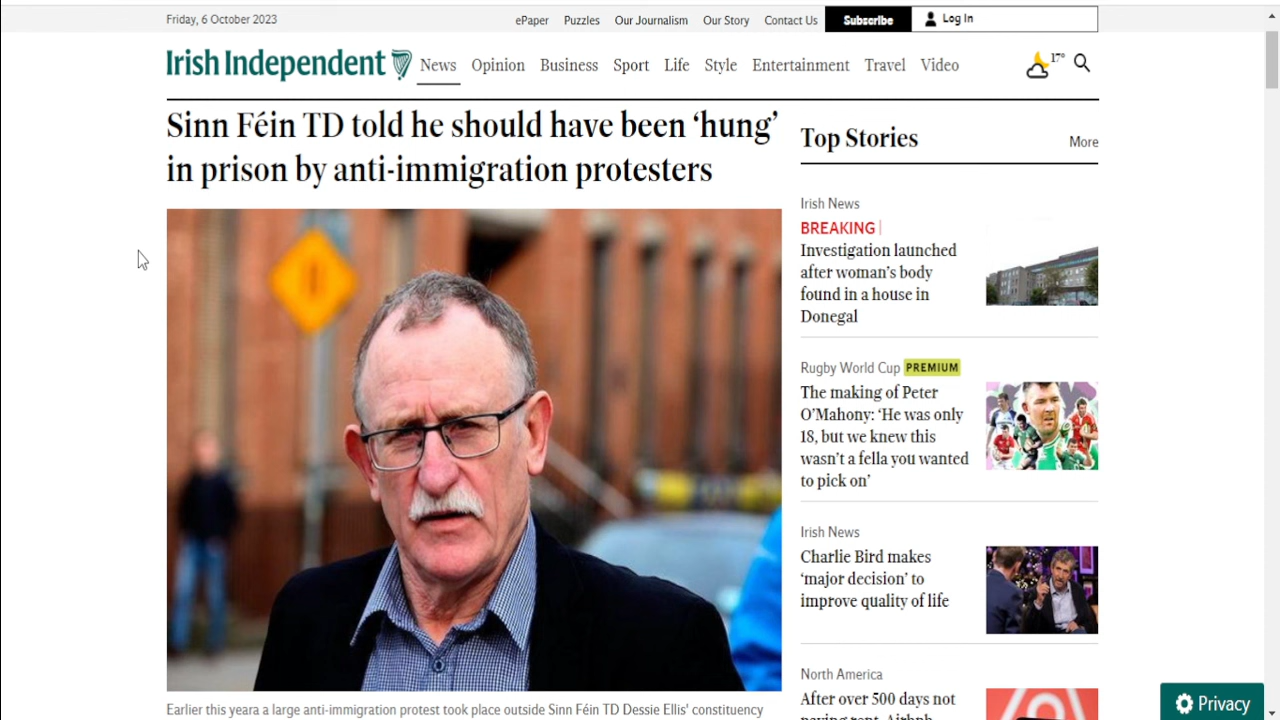 Friday, 6 October 2023
ePaper Puzzles Our Journalism Our Story Contact Us Subscribe Log In
Irish Independent News Opinion Business Sport Life Style Entertainment Travel Video 17°
Sinn Féin TD told he should have been ‘hung’
in prison by anti-immigration protesters
Top Stories More
Irish News
BREAKING |
Investigation launched
after woman’s body
found in a house in
Donegal
Rugby World Cup PREMIUM
The making of Peter
O’Mahony: ‘He was only
18, but we knew this
wasn’t a fella you wanted
to pick on’
Irish News
Charlie Bird makes
‘major decision’ to
improve quality of life
North America
After over 500 days not
paying rent, Airbnb
Earlier this yeara a large anti-immigration protest took place outside Sinn Féin TD Dessie Ellis' constituency
Privacy